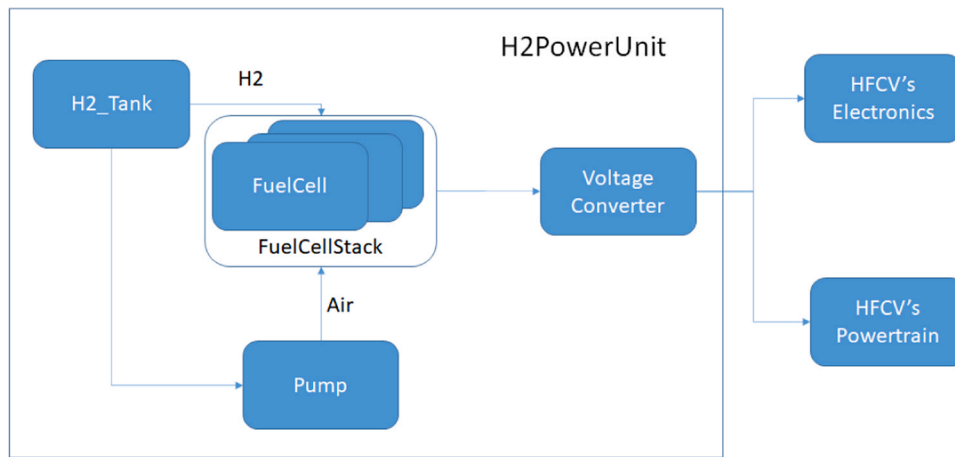 H2PowerUnit
H2
H2_Tank
HFCV's
Electronics
FuelCell
FuelCellStack
Voltage
Converter
Air
Pump
HFCV's
Powertrain